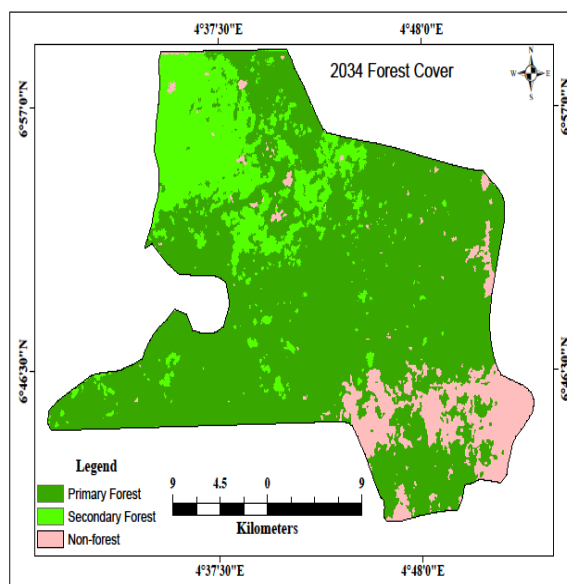 4°37'30"E 4°48'0"E
2034 Forest Cover
N
W E
S
6°57'0"N 6°57'0"N
6°46'30"N 6°46'30"N
Legend
Primary Forest
Secondary Forest
Non-forest
9 4.5 0 9
Kilometers
4°37'30"E 4°48'0"E